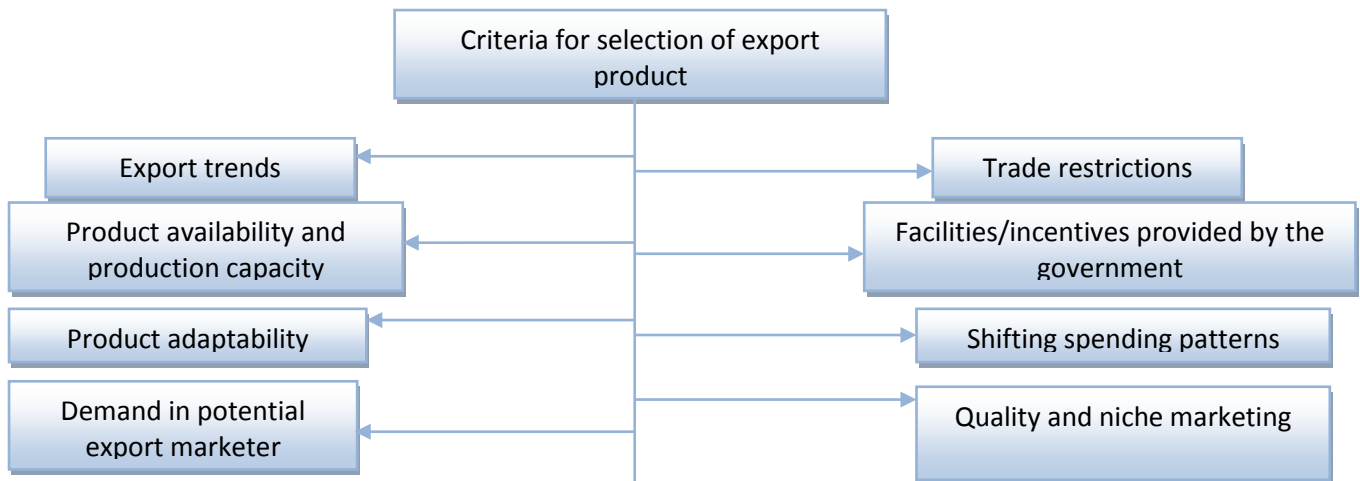 Criteria for selection of export
product
Export trends
Trade restrictions
Product availability and
production capacity
Facilities/incentives provided by the
government
Product adaptability
Shifting spending patterns
Demand in potential
export marketer
Quality and niche marketing